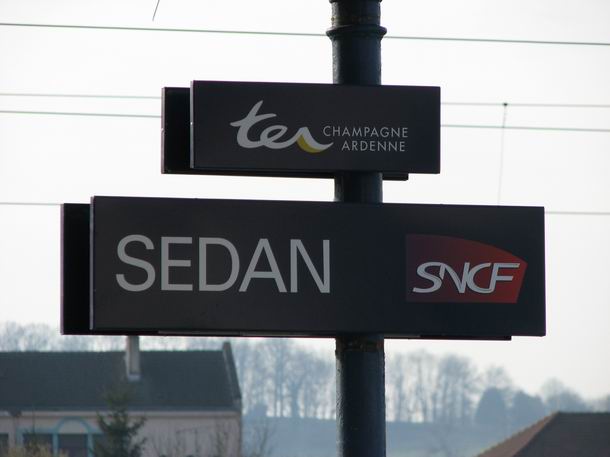 ter CHAMPAGNE
ARDENNE
SEDAN SNCF